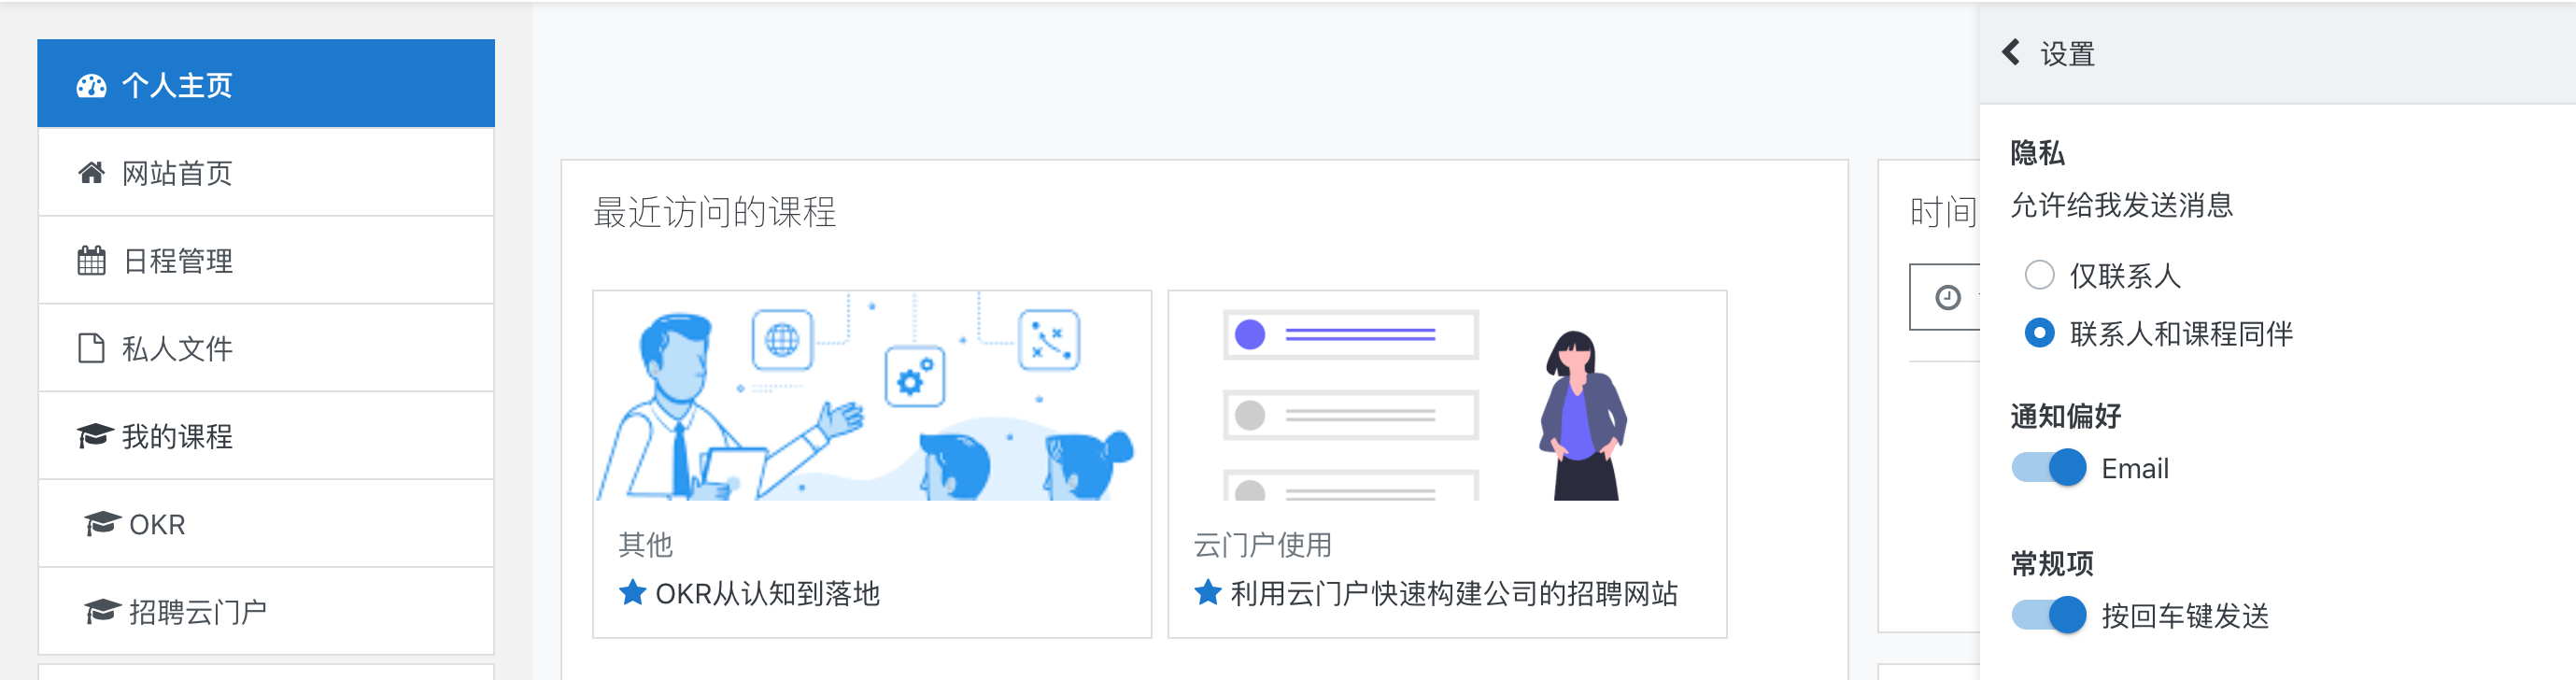 个人主页
网站首页
日程管理
私人文件
我的课程
OKR
招聘云门户
最近访问的课程
其他
OKR从认知到落地
云门户使用
利用云门户快速构建公司的招聘网站
时间
设置
隐私
允许给我发送消息
仅联系人
联系人和课程同伴
通知偏好
Email
常规项
按回车键发送